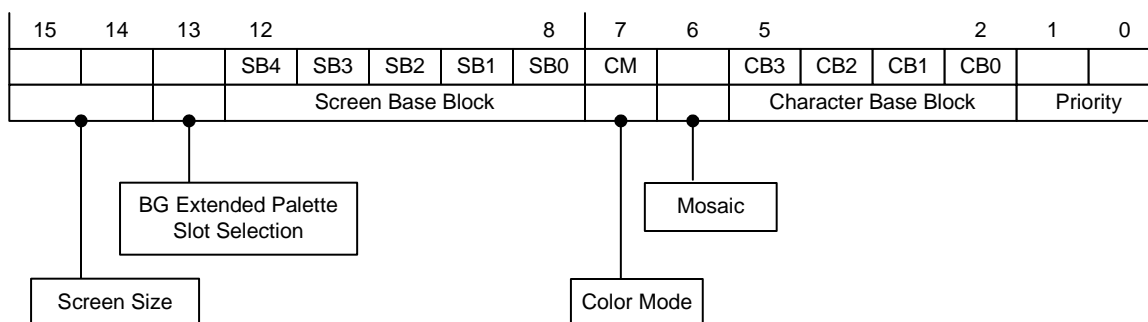 15 14 13 12 8 7 6 5 2 1 0
SB4 SB3 SB2 SB1 SB0 CM CB3 CB2 CB1 CB0
Screen Base Block Character Base Block Priority
BG Extended Palette
Slot Selection
Mosaic
Screen Size
Color Mode